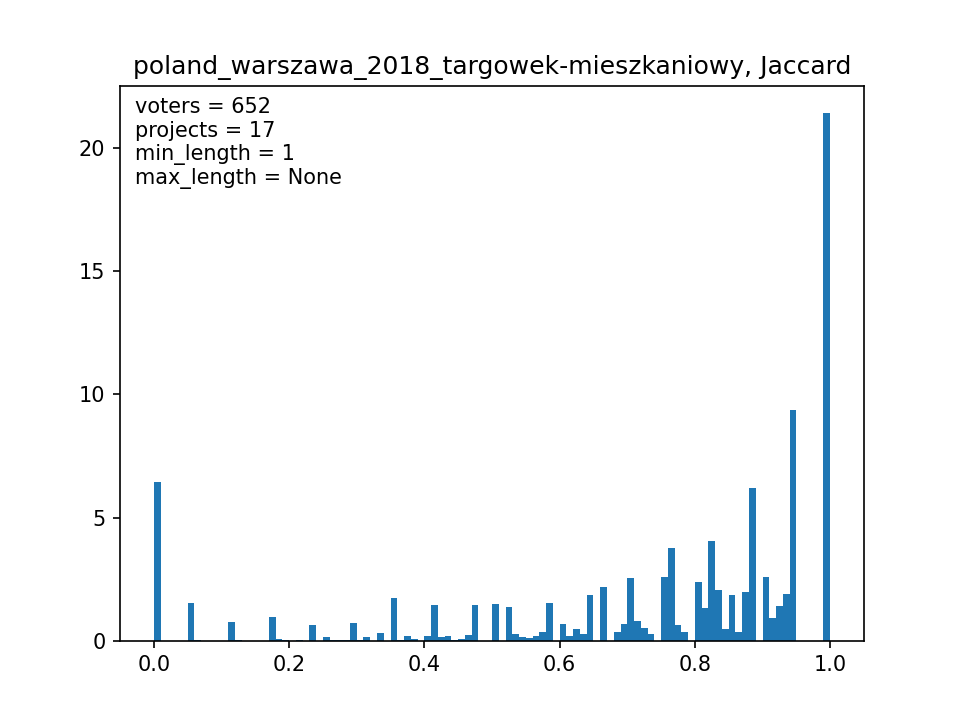 poland_warszawa_2018_targowek-mieszkaniowy, Jaccard
voters = 652
projects = 17
min_length = 1
max_length = None
20
15
10
5
0
0.0 0.2 0.4 0.6 0.8 1.0